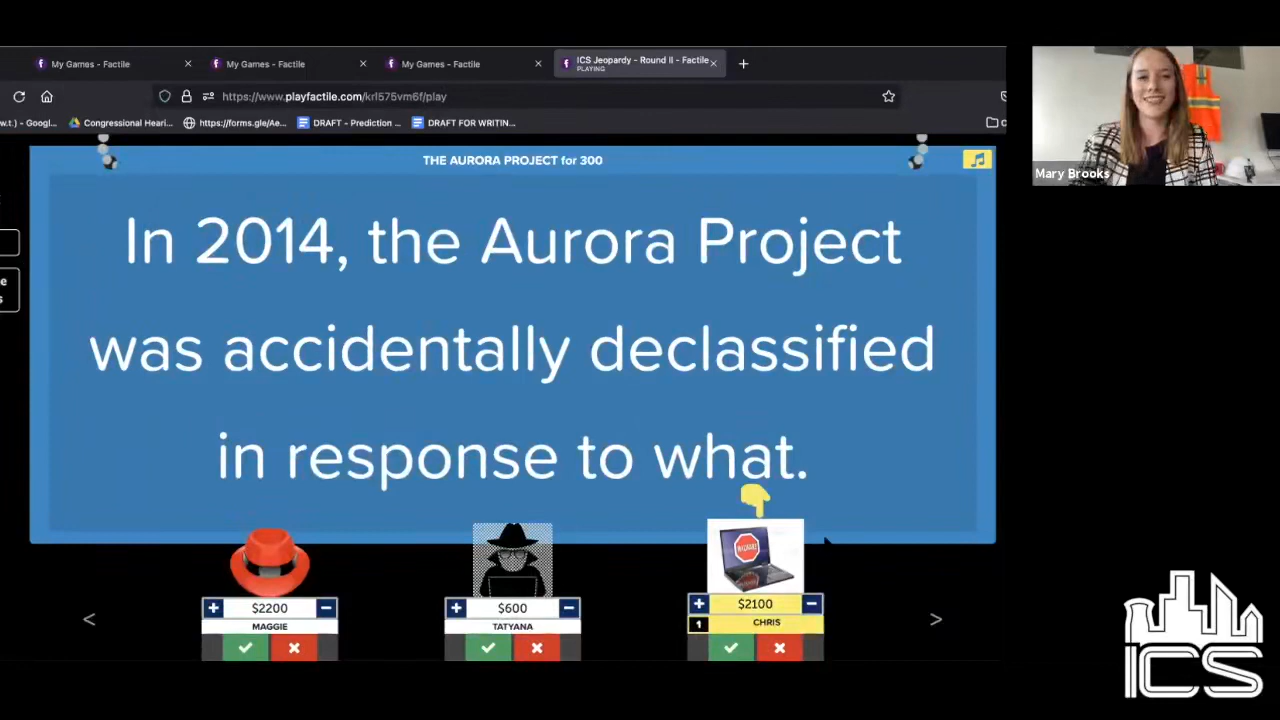 My Games - Factile
My Games - Factile
My Games - Factile
ICS Jeopardy - Round II - Factile
PLAYING
https://www.playfactile.com/krl575vm6f/play
w.t.) - Googl...
Congressional Heari...
https://forms.gle/Ae...
DRAFT - Prediction ...
DRAFT FOR WRITIN...
THE AURORA PROJECT for 300
Mary Brooks
In 2014, the Aurora Project
was accidentally declassified
in response to what.
+ $2200 −
MAGGIE
+ $600 −
TATYANA
+ $2100 −
1 CHRIS
< >
ICS